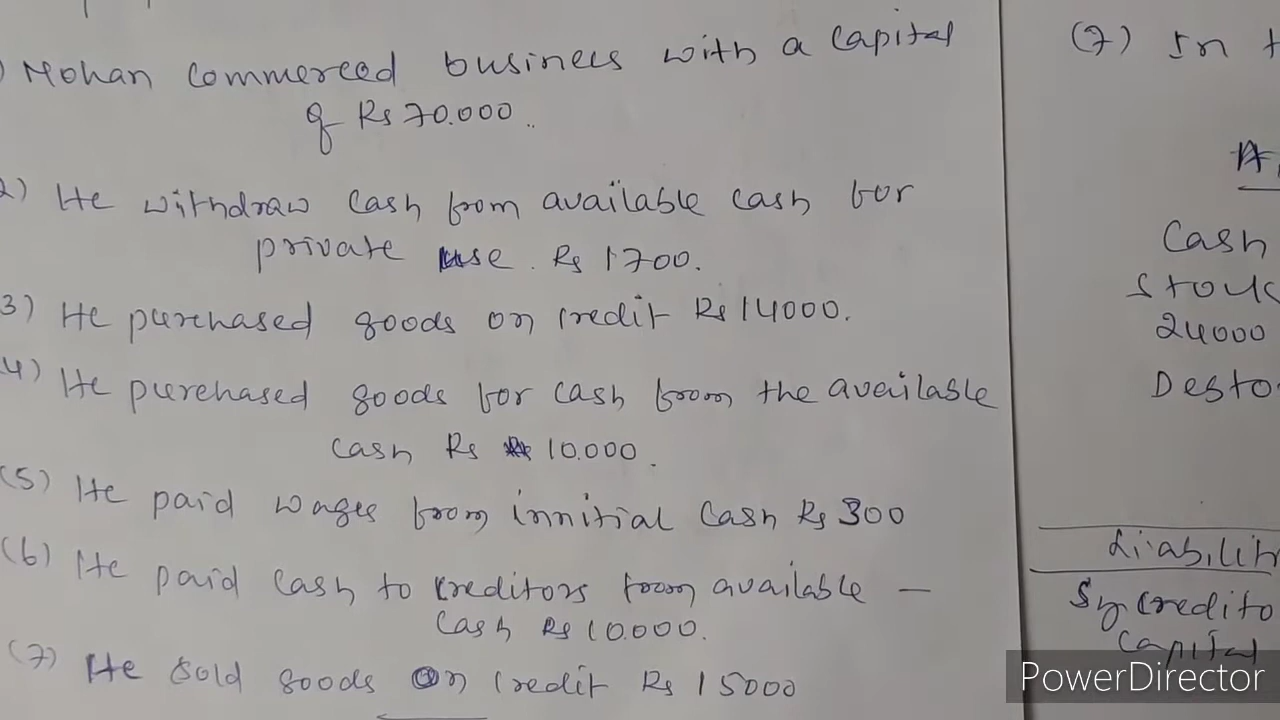 ) Mohan commerced business with a capital
of Rs 70.000..
2) He withdraw cash from available cash for
private use. Rs 1700.
3) He purchased goods on credit Rs 14000.
4) He purchased goods for cash from the available
cash Rs 10.000.
(5) He paid wages from innitial cash Rs 300
(6) He paid cash to creditors from available —
cash Rs 10.000.
(7) He sold goods on credit Rs 15000
(7) In t
Cash
Stock
24000
Desto
Liabilit
Sy credito
Capital
PowerDirector